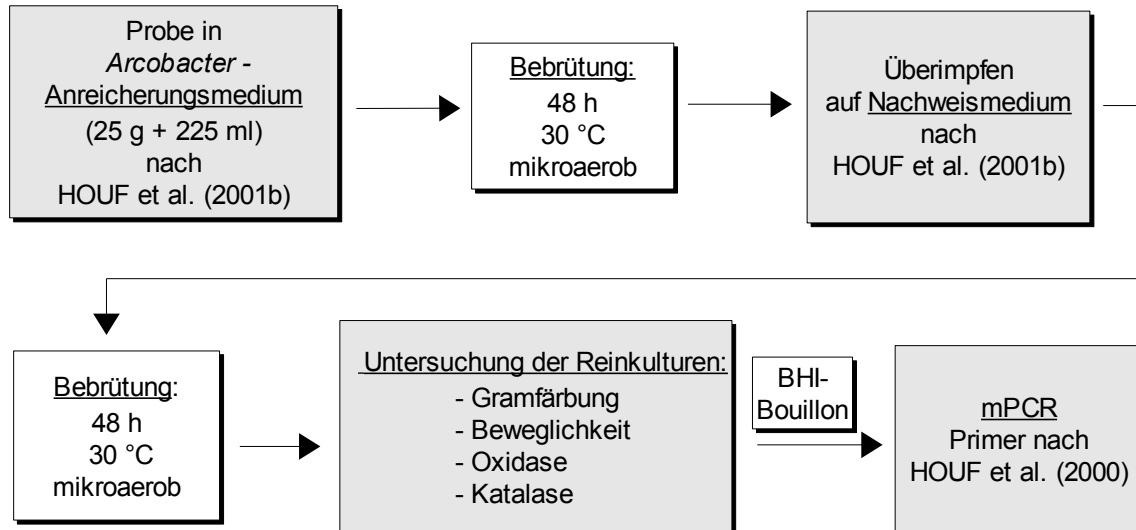 Probe in
Arcobacter -
Anreicherungsmedium
(25 g + 225 ml)
nach
HOUF et al. (2001b)
Bebrütung:
48 h
30 °C
mikroaerob
Überimpfen
auf Nachweismedium
nach
HOUF et al. (2001b)
Bebrütung:
48 h
30 °C
mikroaerob
Untersuchung der Reinkulturen:
- Gramfärbung
- Beweglichkeit
- Oxidase
- Katalase
BHI-
Bouillon
mPCR
Primer nach
HOUF et al. (2000)